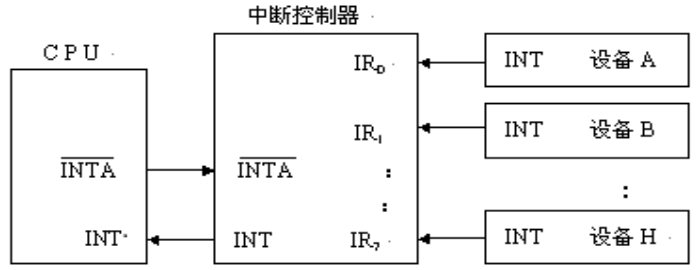 中断控制器
CPU
IR₀ INT 设备 A
IR₁ INT 设备 B
INTA INTA
INT INT IR₇ INT 设备 H